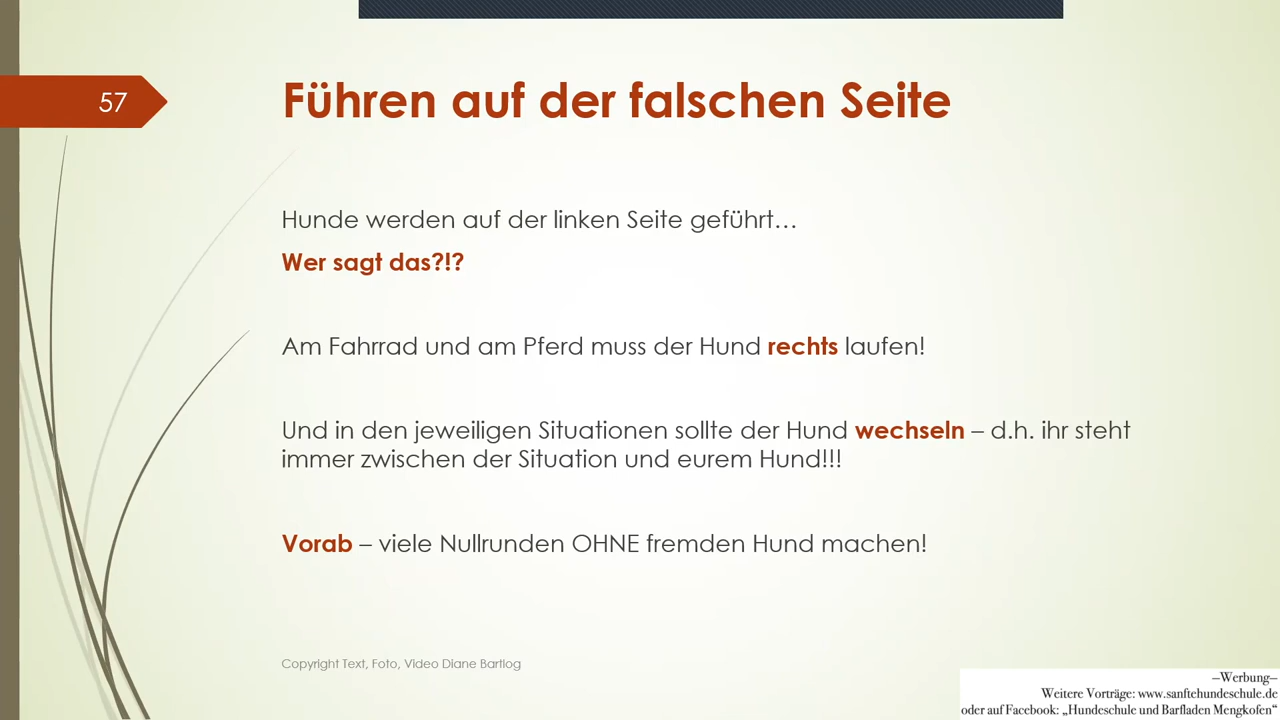 57
Führen auf der falschen Seite
Hunde werden auf der linken Seite geführt…
Wer sagt das?!?
Am Fahrrad und am Pferd muss der Hund rechts laufen!
Und in den jeweiligen Situationen sollte der Hund wechseln – d.h. ihr steht
immer zwischen der Situation und eurem Hund!!!
Vorab – viele Nullrunden OHNE fremden Hund machen!
Copyright Text, Foto, Video Diane Bartlog
—Werbung—
Weitere Vorträge: www.sanftehundeschule.de
oder auf Facebook: „Hundeschule und Barfladen Mengkofen“